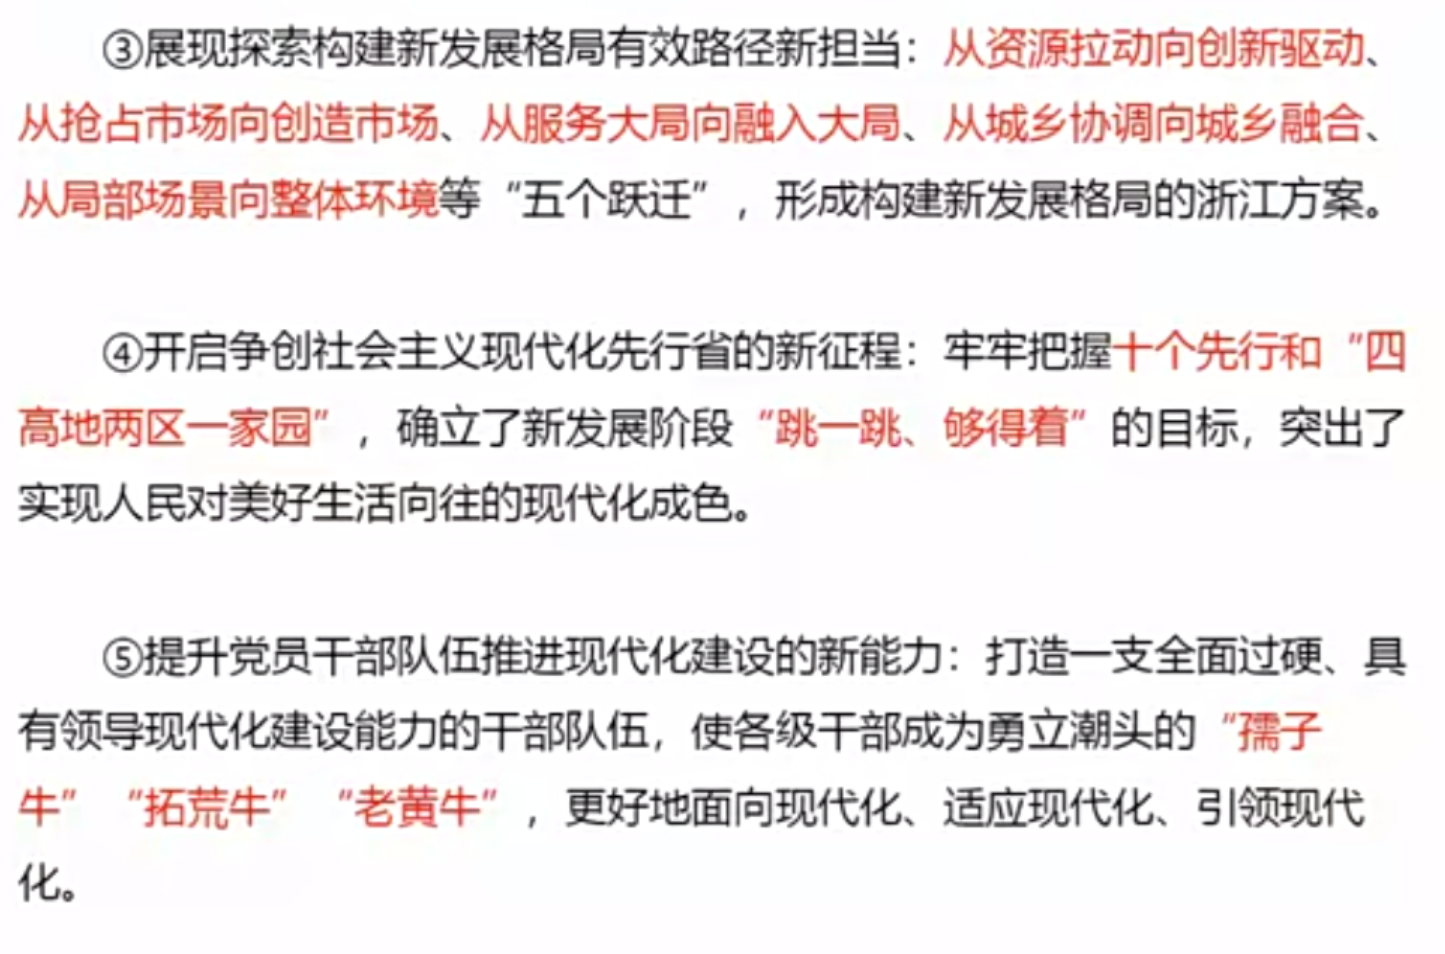 ③展现探索构建新发展格局有效路径新担当：从资源拉动向创新驱动、
从抢占市场向创造市场、从服务大局向融入大局、从城乡协调向城乡融合、
从局部场景向整体环境等“五个跃迁”，形成构建新发展格局的浙江方案。
④开启争创社会主义现代化先行省的新征程：牢牢把握十个先行和“四
高地两区一家园”，确立了新发展阶段“跳一跳、够得着”的目标，突出了
实现人民对美好生活向往的现代化成色。
⑤提升党员干部队伍推进现代化建设的新能力：打造一支全面过硬、具
有领导现代化建设能力的干部队伍，使各级干部成为勇立潮头的“孺子
牛”“拓荒牛”“老黄牛”，更好地面向现代化、适应现代化、引领现代
化。